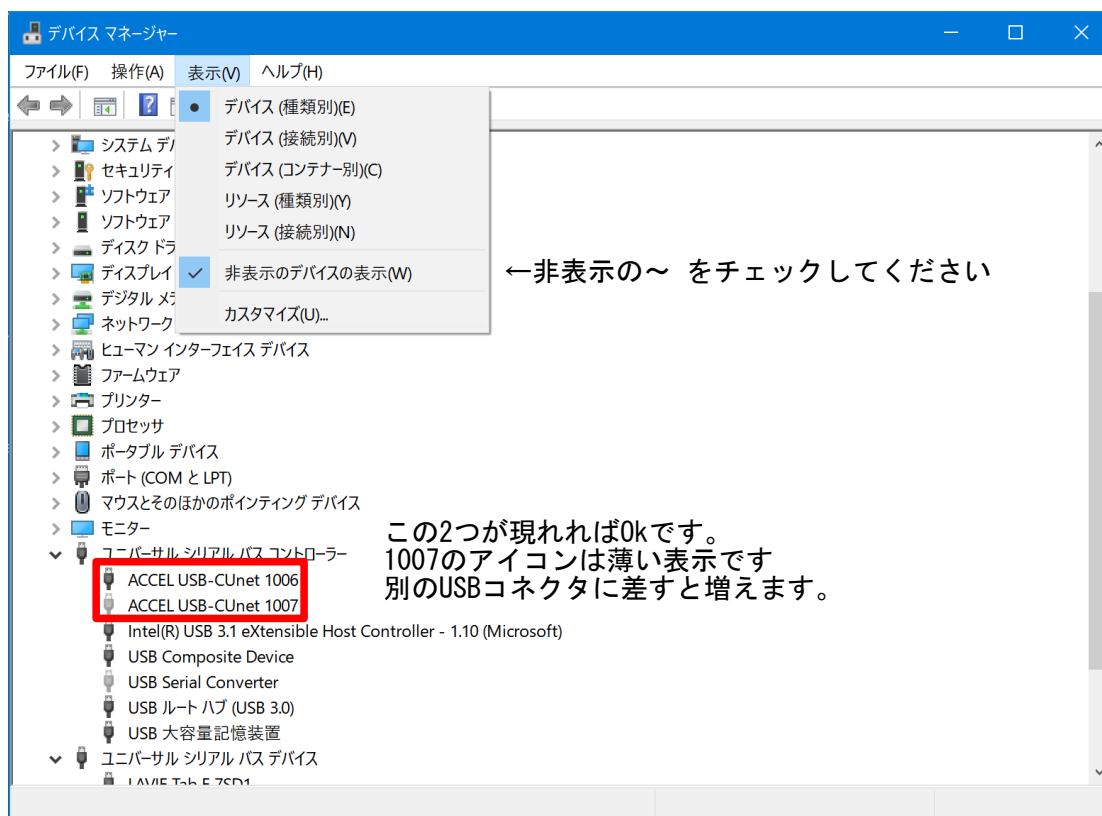 デバイス マネージャー
ファイル(F) 操作(A) 表示(V) ヘルプ(H)
デバイス (種類別)(E)
デバイス (接続別)(V)
デバイス (コンテナー別)(C)
リソース (種類別)(Y)
リソース (接続別)(N)
非表示のデバイスの表示(W)
カスタマイズ(U)...
←非表示の～ をチェックしてください
システム デバ
セキュリティ
ソフトウェア
ソフトウェア
ディスク ドラ
ディスプレイ
デジタル メデ
ネットワーク
ヒューマン インターフェイス デバイス
ファームウェア
プリンター
プロセッサ
ポータブル デバイス
ポート (COM と LPT)
マウスとそのほかのポインティング デバイス
モニター
ユニバーサル シリアル バス コントローラー
この2つが現れればOkです。
1007のアイコンは薄い表示です
別のUSBコネクタに差すと増えます。
ACCEL USB-CUnet 1006
ACCEL USB-CUnet 1007
Intel(R) USB 3.1 eXtensible Host Controller - 1.10 (Microsoft)
USB Composite Device
USB Serial Converter
USB ルート ハブ (USB 3.0)
USB 大容量記憶装置
ユニバーサル シリアル バス デバイス
LAVIE Tab E 7SD1